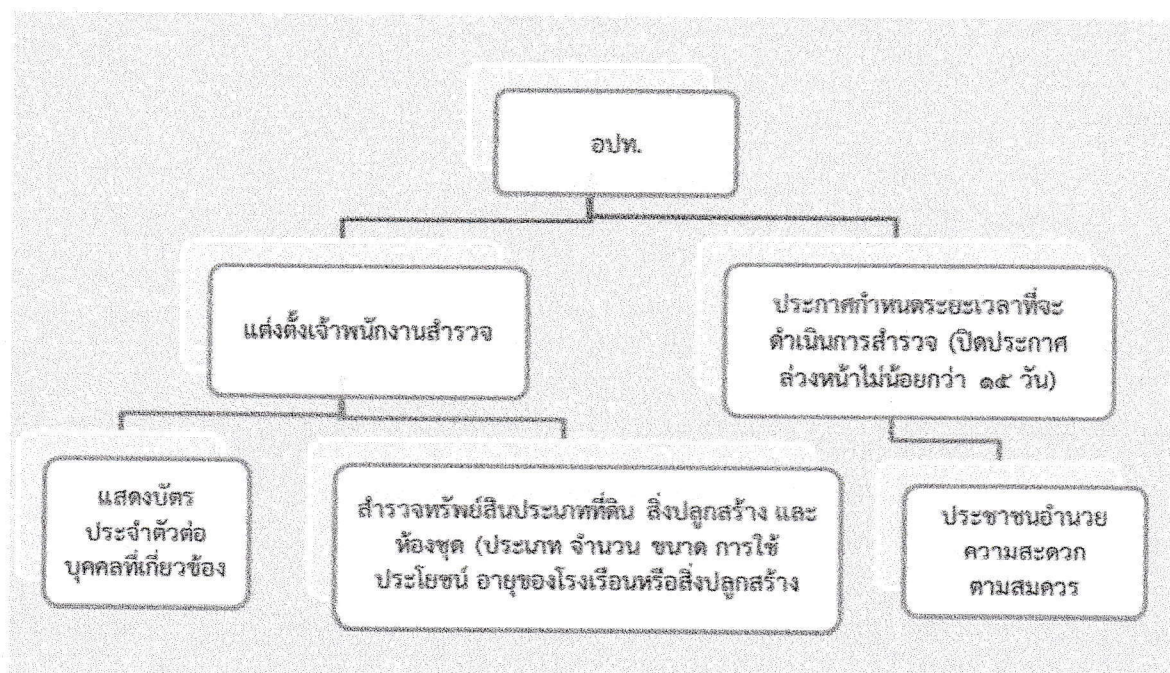 อปท.
แต่งตั้งเจ้าพนักงานสำรวจ
ประกาศกำหนดระยะเวลาที่จะ
ดำเนินการสำรวจ (ปิดประกาศ
ล่วงหน้าไม่น้อยกว่า ๑๕ วัน)
แสดงบัตร
ประจำตัวต่อ
บุคคลที่เกี่ยวข้อง
สำรวจทรัพย์สินประเภทที่ดิน สิ่งปลูกสร้าง และ
ห้องชุด (ประเภท จำนวน ขนาด การใช้
ประโยชน์ อายุของโรงเรือนหรือสิ่งปลูกสร้าง
ประชาชนอำนวย
ความสะดวก
ตามสมควร